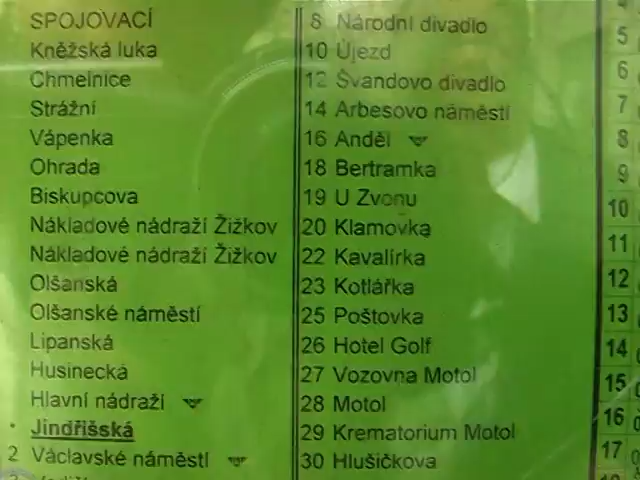 SPOJOVACÍ
Kněžská luka
Chmelnice
Strážní
Vápenka
Ohrada
Biskupcova
Nákladové nádraží Žižkov
Nákladové nádraží Žižkov
Olšanská
Olšanské náměstí
Lipanská
Husinecká
Hlavní nádraží
• Jindřišská
2 Václavské náměstí
8 Národní divadlo
10 Újezd
12 Švandovo divadlo
14 Arbesovo náměstí
16 Anděl
18 Bertramka
19 U Zvonu
20 Klamovka
22 Kavalírka
23 Kotlářka
25 Poštovka
26 Hotel Golf
27 Vozovna Motol
28 Motol
29 Krematorium Motol
30 Hlušičkova
5
6
7
8
9
10
11
12
13
14
15
16
17